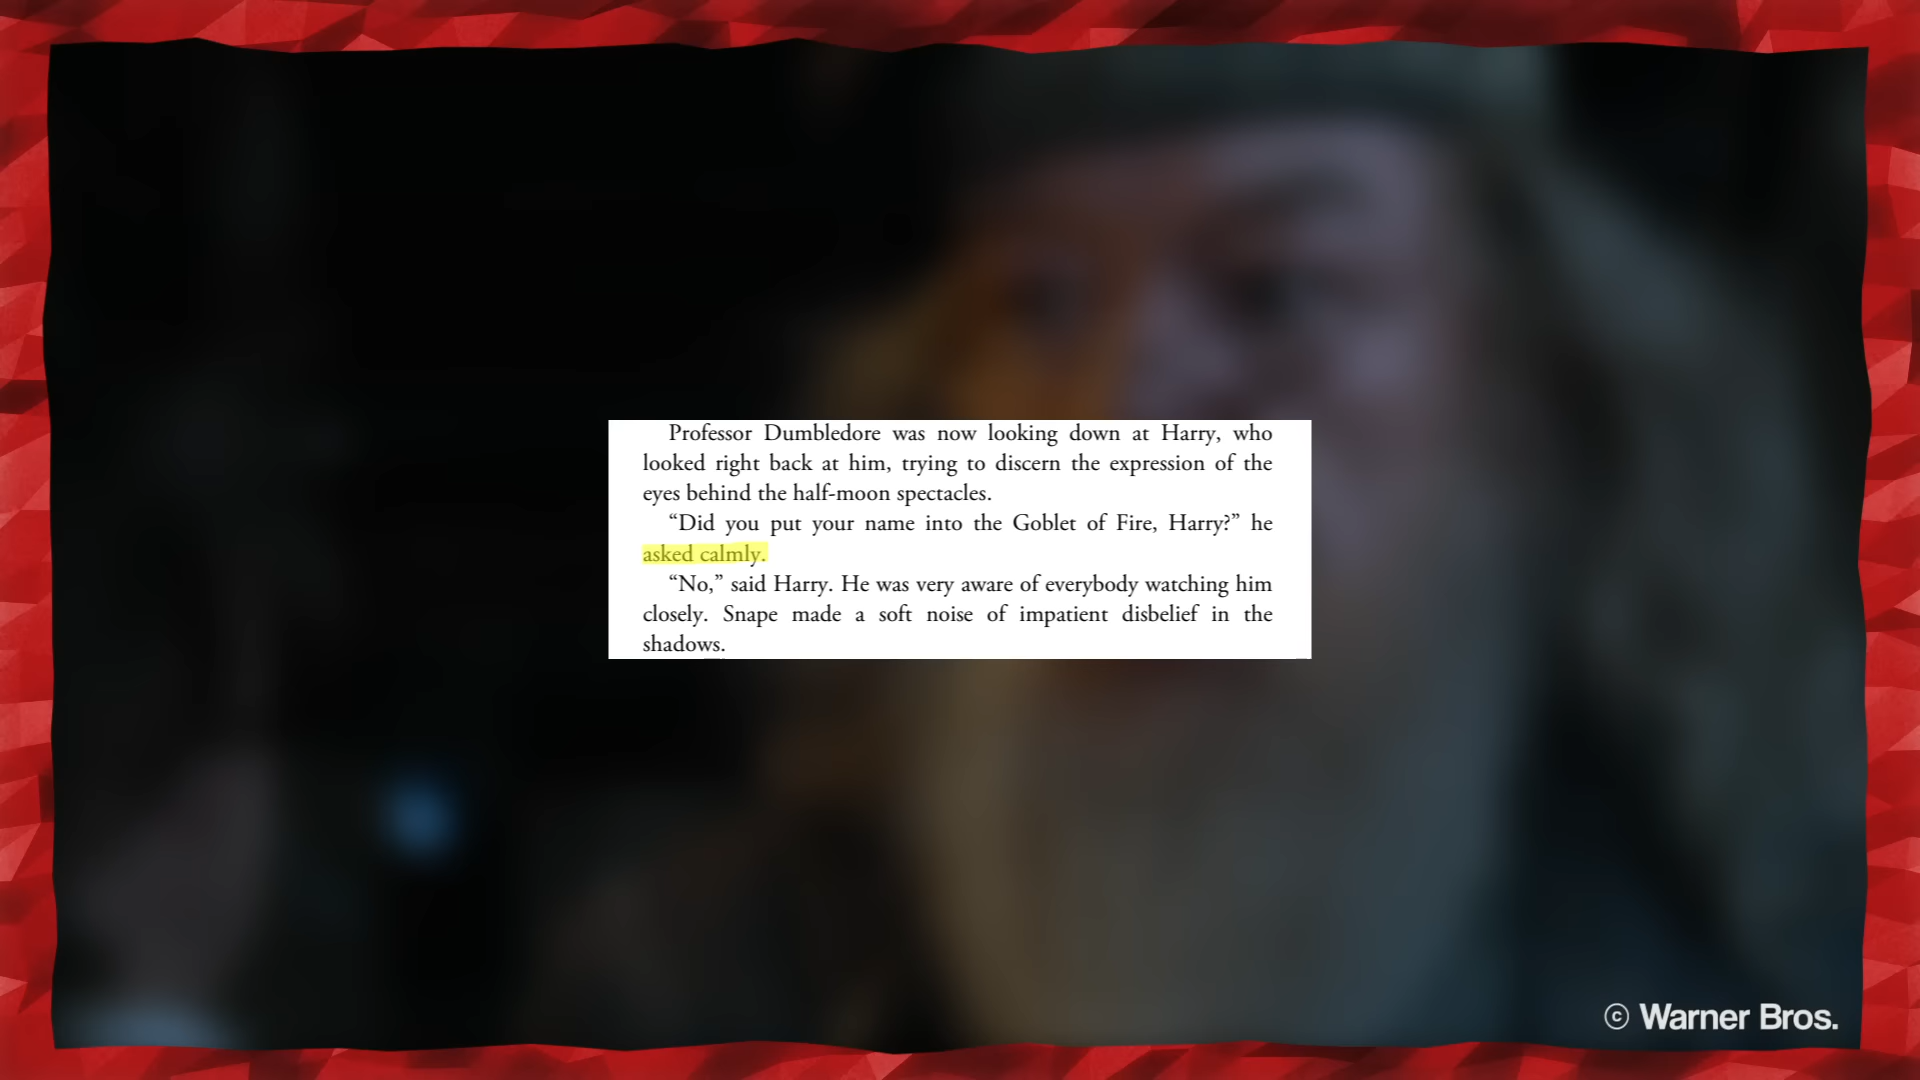 Professor Dumbledore was now looking down at Harry, who
looked right back at him, trying to discern the expression of the
eyes behind the half-moon spectacles.
“Did you put your name into the Goblet of Fire, Harry?” he
asked calmly.
“No,” said Harry. He was very aware of everybody watching him
closely. Snape made a soft noise of impatient disbelief in the
shadows.
© Warner Bros.